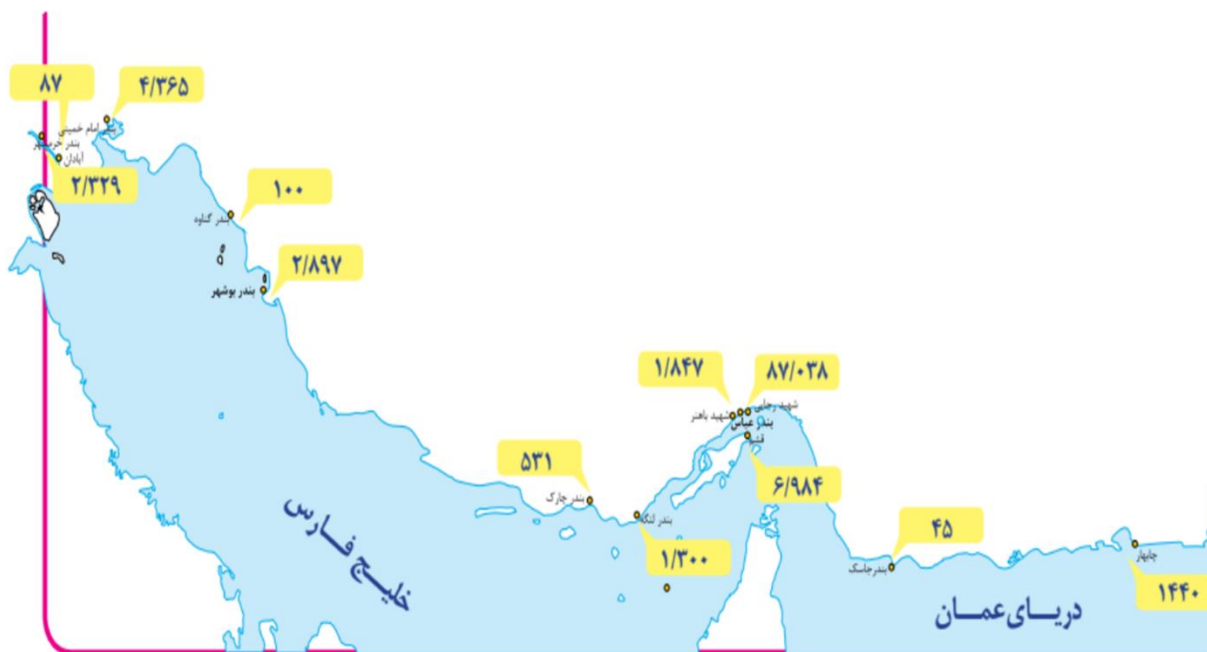 ۸۷
۴/۳۶۵
بندر امام خمینی
بندر خرمشهر
آبادان
۲/۳۲۹
۱۰۰
بندر گناوه
۲/۸۹۷
بندر بوشهر
۱/۸۴۷
۸۷/۰۳۸
شهید رجایی
شهید باهنر
بندر عباس
قشم
۵۳۱
۶/۹۸۴
بندر چارک
بندر لنگه
۱/۳۰۰
۴۵
بندرجاسک
چابهار
۱۴۴۰
خلیج فارس
دریای عمان